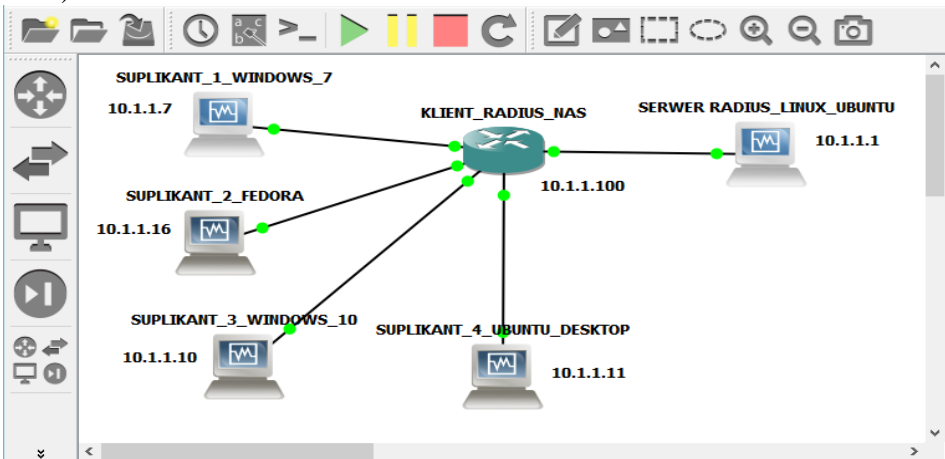 SUPLIKANT_1_WINDOWS_7
10.1.1.7
KLIENT_RADIUS_NAS
SERWER RADIUS_LINUX_UBUNTU
10.1.1.1
10.1.1.100
SUPLIKANT_2_FEDORA
10.1.1.16
SUPLIKANT_3_WINDOWS_10
10.1.1.10
SUPLIKANT_4_UBUNTU_DESKTOP
10.1.1.11